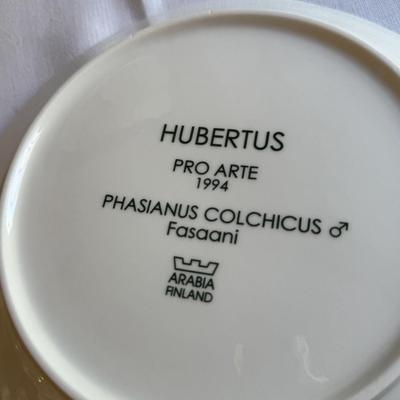 HUBERTUS
PRO ARTE
1994
PHASIANUS COLCHICUS ♂
Fasaani
ARABIA
FINLAND